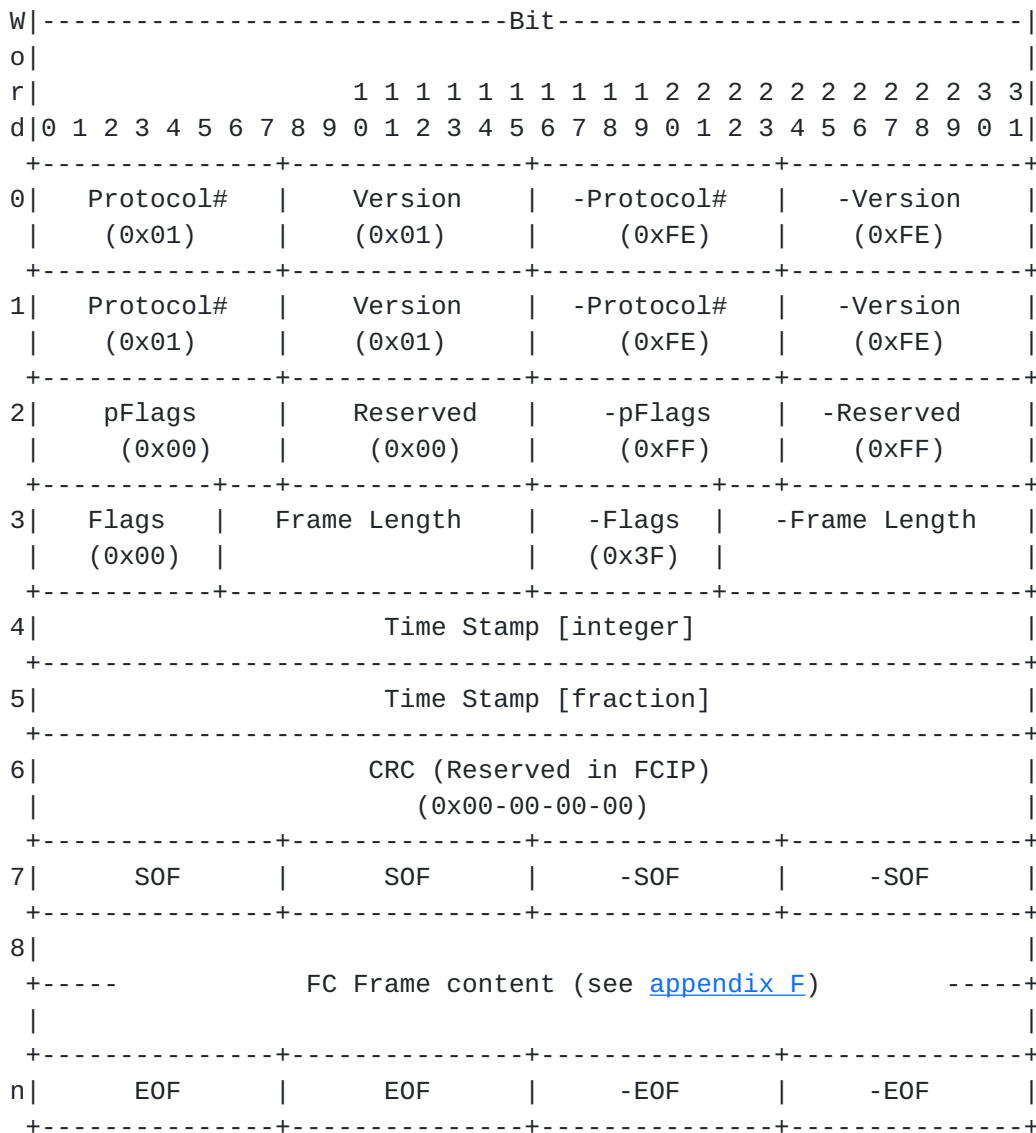 W|------------------------------Bit------------------------------|
o|                                                               |
r|                    1 1 1 1 1 1 1 1 1 1 2 2 2 2 2 2 2 2 2 2 3 3|
d|0 1 2 3 4 5 6 7 8 9 0 1 2 3 4 5 6 7 8 9 0 1 2 3 4 5 6 7 8 9 0 1|
 +---------------+---------------+---------------+---------------+
0|   Protocol#   |    Version    |  -Protocol#   |   -Version    |
 |    (0x01)     |    (0x01)     |     (0xFE)    |    (0xFE)     |
 +---------------+---------------+---------------+---------------+
1|   Protocol#   |    Version    |  -Protocol#   |   -Version    |
 |    (0x01)     |    (0x01)     |     (0xFE)    |    (0xFE)     |
 +---------------+---------------+---------------+---------------+
2|    pFlags     |    Reserved   |    -pFlags    |  -Reserved    |
 |     (0x00)    |     (0x00)    |     (0xFF)    |    (0xFF)     |
 +-----------+---+---------------+-----------+---+---------------+
3|   Flags   |   Frame Length    |   -Flags  |   -Frame Length   |
 |   (0x00)  |                   |   (0x3F)  |                   |
 +-----------+-------------------+-----------+-------------------+
4|                      Time Stamp [integer]                     |
 +---------------------------------------------------------------+
5|                      Time Stamp [fraction]                    |
 +---------------------------------------------------------------+
6|                     CRC (Reserved in FCIP)                    |
 |                        (0x00-00-00-00)                        |
 +---------------+---------------+---------------+---------------+
7|      SOF      |      SOF      |     -SOF      |     -SOF      |
 +---------------+---------------+---------------+---------------+
8|                                                               |
 +-----            FC Frame content (see appendix F)        -----+
 |                                                               |
 +---------------+---------------+---------------+---------------+
n|      EOF      |      EOF      |     -EOF      |     -EOF      |
 +---------------+---------------+---------------+---------------+